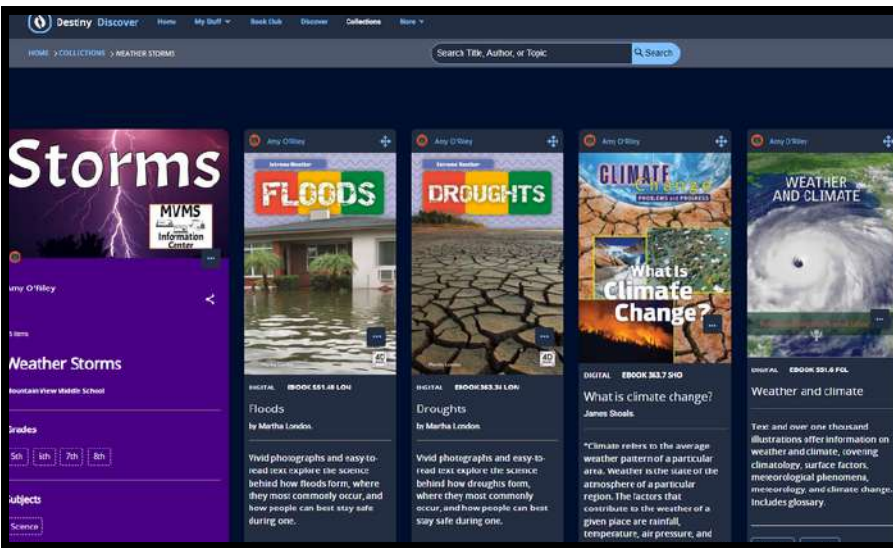 Destiny Discover
Home
My Stuff
Book Club
Discover
Collections
More
HOME > COLLECTIONS > WEATHER STORMS
Search Title, Author, or Topic
Search
Storms
MVMS
Information
Center
Amy O'Riley
Weather Storms
Mountain View Middle School
Grades
5th 6th 7th 8th
Subjects
Science
Amy O'Riley
Extreme Weather
FLOODS
Martha London
4D
DIGITAL EBOOK 551.48 LON
Floods
by Martha London.
Vivid photographs and easy-to-
read text explore the science
behind how floods form, where
they most commonly occur, and
how people can best stay safe
during one.
Amy O'Riley
Extreme Weather
DROUGHTS
Martha London
4D
DIGITAL EBOOK 363.34 LON
Droughts
by Martha London.
Vivid photographs and easy-to-
read text explore the science
behind how droughts form,
where they most commonly
occur, and how people can best
stay safe during one.
Amy O'Riley
CLIMATE
Change
PROBLEMS and PROGRESS
What Is
Climate
Change?
DIGITAL EBOOK 363.7 SHO
What is climate change?
James Shoals.
"Climate refers to the average
weather pattern of a particular
area. Weather is the state of the
atmosphere of a particular
region. The factors that
contribute to the weather of a
given place are rainfall,
temperature, air pressure, and
Amy O'Riley
WEATHER
AND CLIMATE
DIGITAL EBOOK 551.6 FOL
Weather and climate
Text and over one thousand
illustrations offer information on
weather and climate, covering
climatology, surface factors,
meteorological phenomena,
meteorology, and climate change.
Includes glossary.